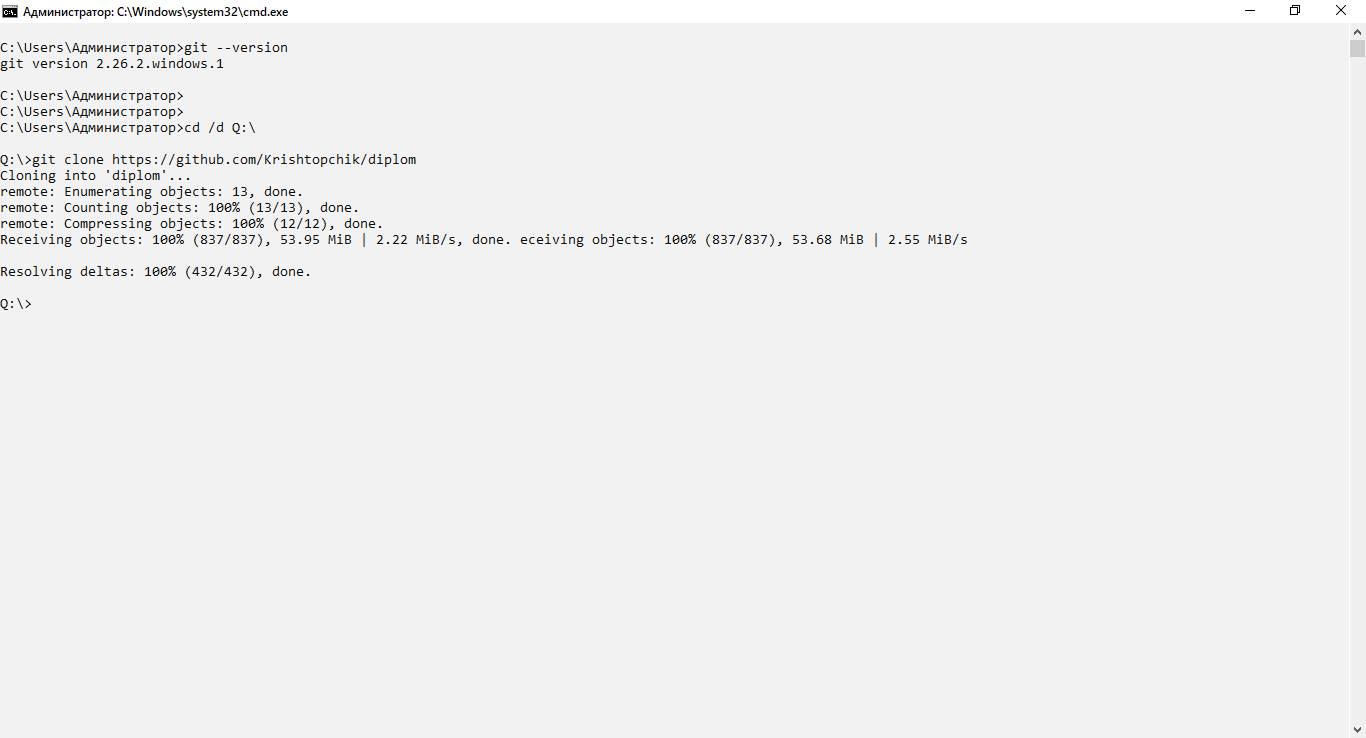 Администратор: C:\Windows\system32\cmd.exe
C:\Users\Администратор>git --version
git version 2.26.2.windows.1
C:\Users\Администратор>
C:\Users\Администратор>
C:\Users\Администратор>cd /d Q:\
Q:\>git clone https://github.com/Krishtopchik/diplom
Cloning into 'diplom'...
remote: Enumerating objects: 13, done.
remote: Counting objects: 100% (13/13), done.
remote: Compressing objects: 100% (12/12), done.
Receiving objects: 100% (837/837), 53.95 MiB | 2.22 MiB/s, done. eceiving objects: 100% (837/837), 53.68 MiB | 2.55 MiB/s
Resolving deltas: 100% (432/432), done.
Q:\>